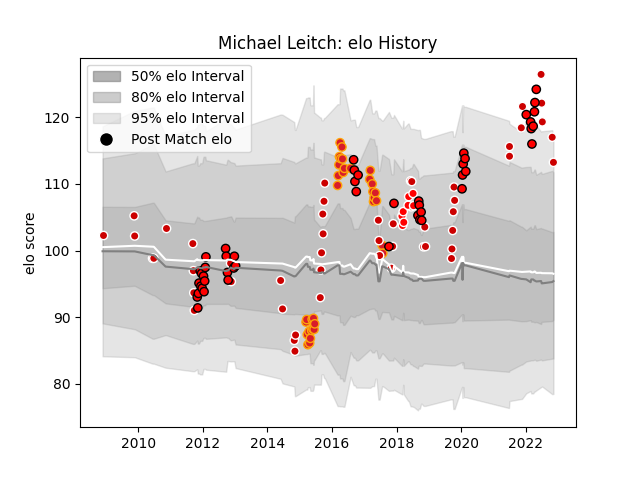 Michael Leitch: elo History
50% elo Interval
80% elo Interval
95% elo Interval
Post Match elo
elo score
120
110
100
90
80
2010 2012 2014 2016 2018 2020 2022